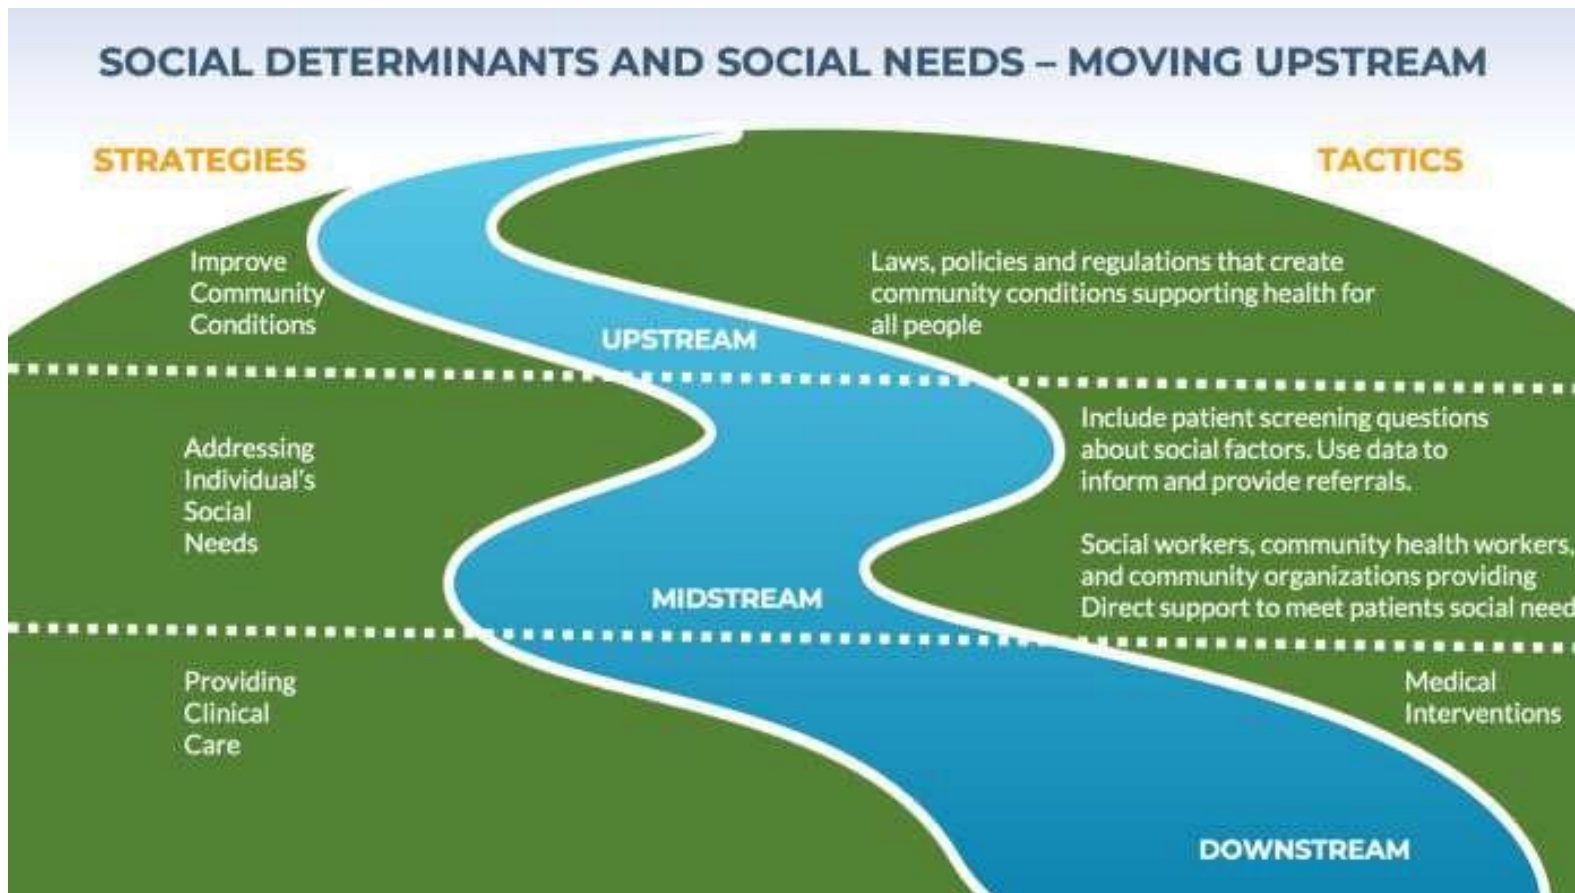 SOCIAL DETERMINANTS AND SOCIAL NEEDS – MOVING UPSTREAM
STRATEGIES
TACTICS
Improve
Community
Conditions
Laws, policies and regulations that create
community conditions supporting health for
all people
UPSTREAM
Addressing
Individual's
Social
Needs
Include patient screening questions
about social factors. Use data to
inform and provide referrals.
Social workers, community health workers,
and community organizations providing
Direct support to meet patients social need
MIDSTREAM
Providing
Clinical
Care
Medical
Interventions
DOWNSTREAM